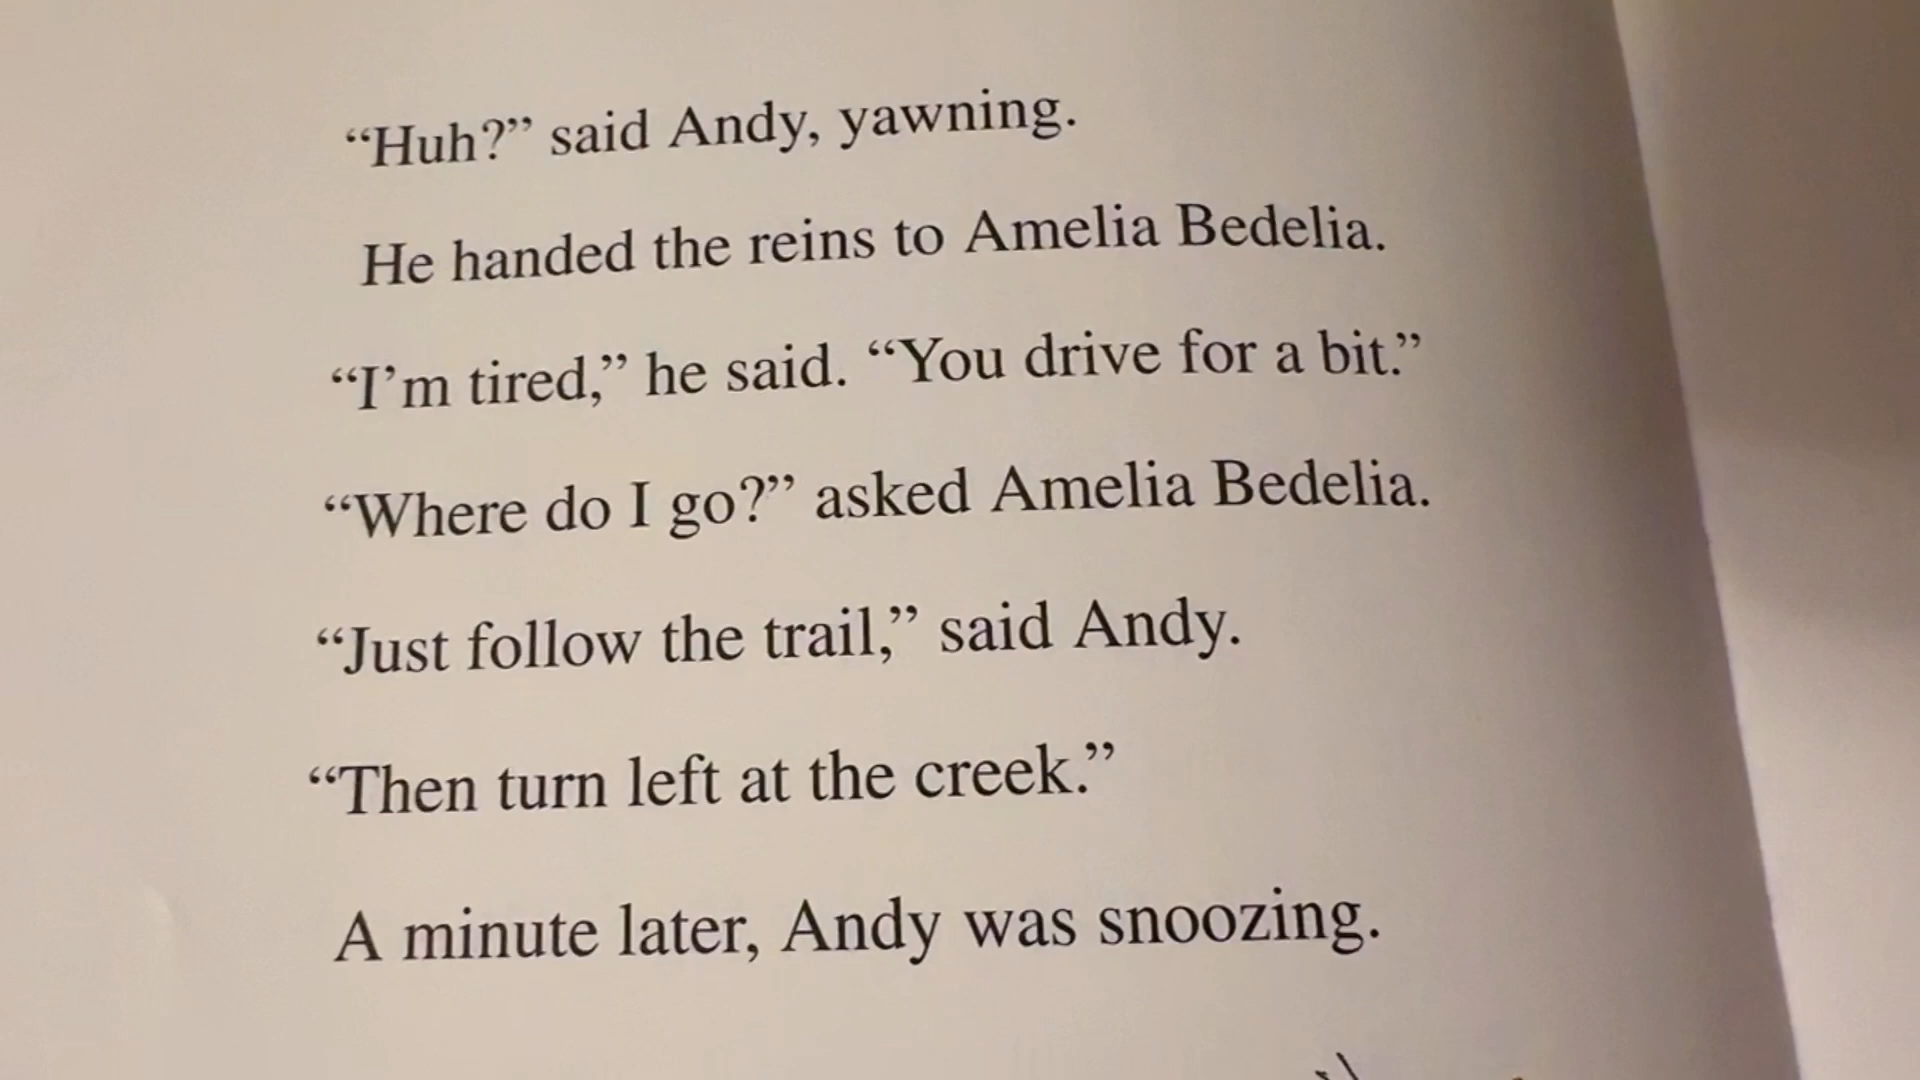 “Huh?” said Andy, yawning.
He handed the reins to Amelia Bedelia.
“I’m tired,” he said. “You drive for a bit.”
“Where do I go?” asked Amelia Bedelia.
“Just follow the trail,” said Andy.
“Then turn left at the creek.”
A minute later, Andy was snoozing.